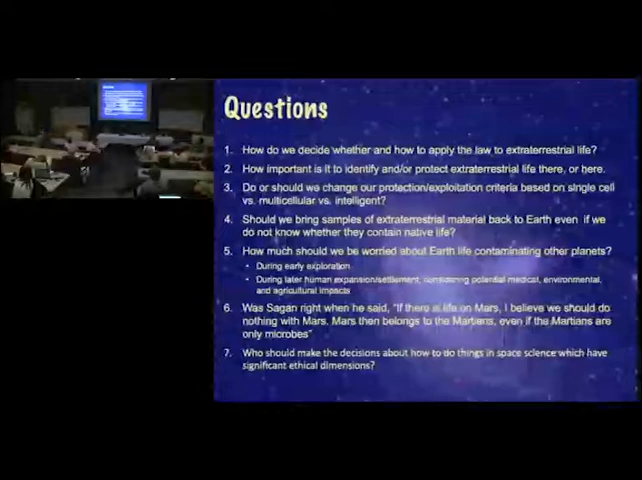 Questions
1. How do we decide whether and how to apply the law to extraterrestrial life?
2. How important is it to identify and/or protect extraterrestrial life there, or here.
3. Do or should we change our protection/exploitation criteria based on single cell
vs. multicellular vs. intelligent?
4. Should we bring samples of extraterrestrial material back to Earth even if we
do not know whether they contain native life?
5. How much should we be worried about Earth life contaminating other planets?
• During early exploration
• During later human expansion/settlement, considering potential medical, environmental,
and agricultural impacts
6. Was Sagan right when he said, "If there is life on Mars, I believe we should do
nothing with Mars. Mars then belongs to the Martians, even if the Martians are
only microbes"
7. Who should make the decisions about how to do things in space science which have
significant ethical dimensions?